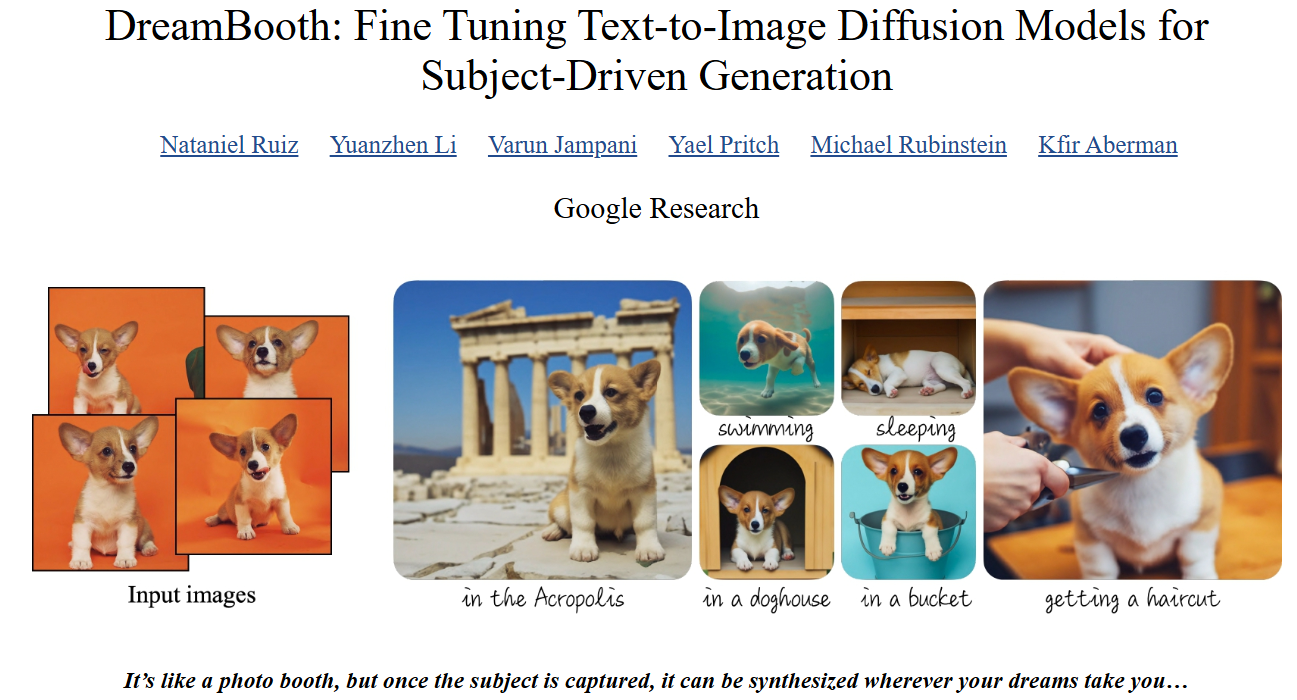 DreamBooth: Fine Tuning Text-to-Image Diffusion Models for
Subject-Driven Generation
Nataniel Ruiz Yuanzhen Li Varun Jampani Yael Pritch Michael Rubinstein Kfir Aberman
Google Research
swimming
sleeping
Input images
in the Acropolis
in a doghouse
in a bucket
getting a haircut
It’s like a photo booth, but once the subject is captured, it can be synthesized wherever your dreams take you…